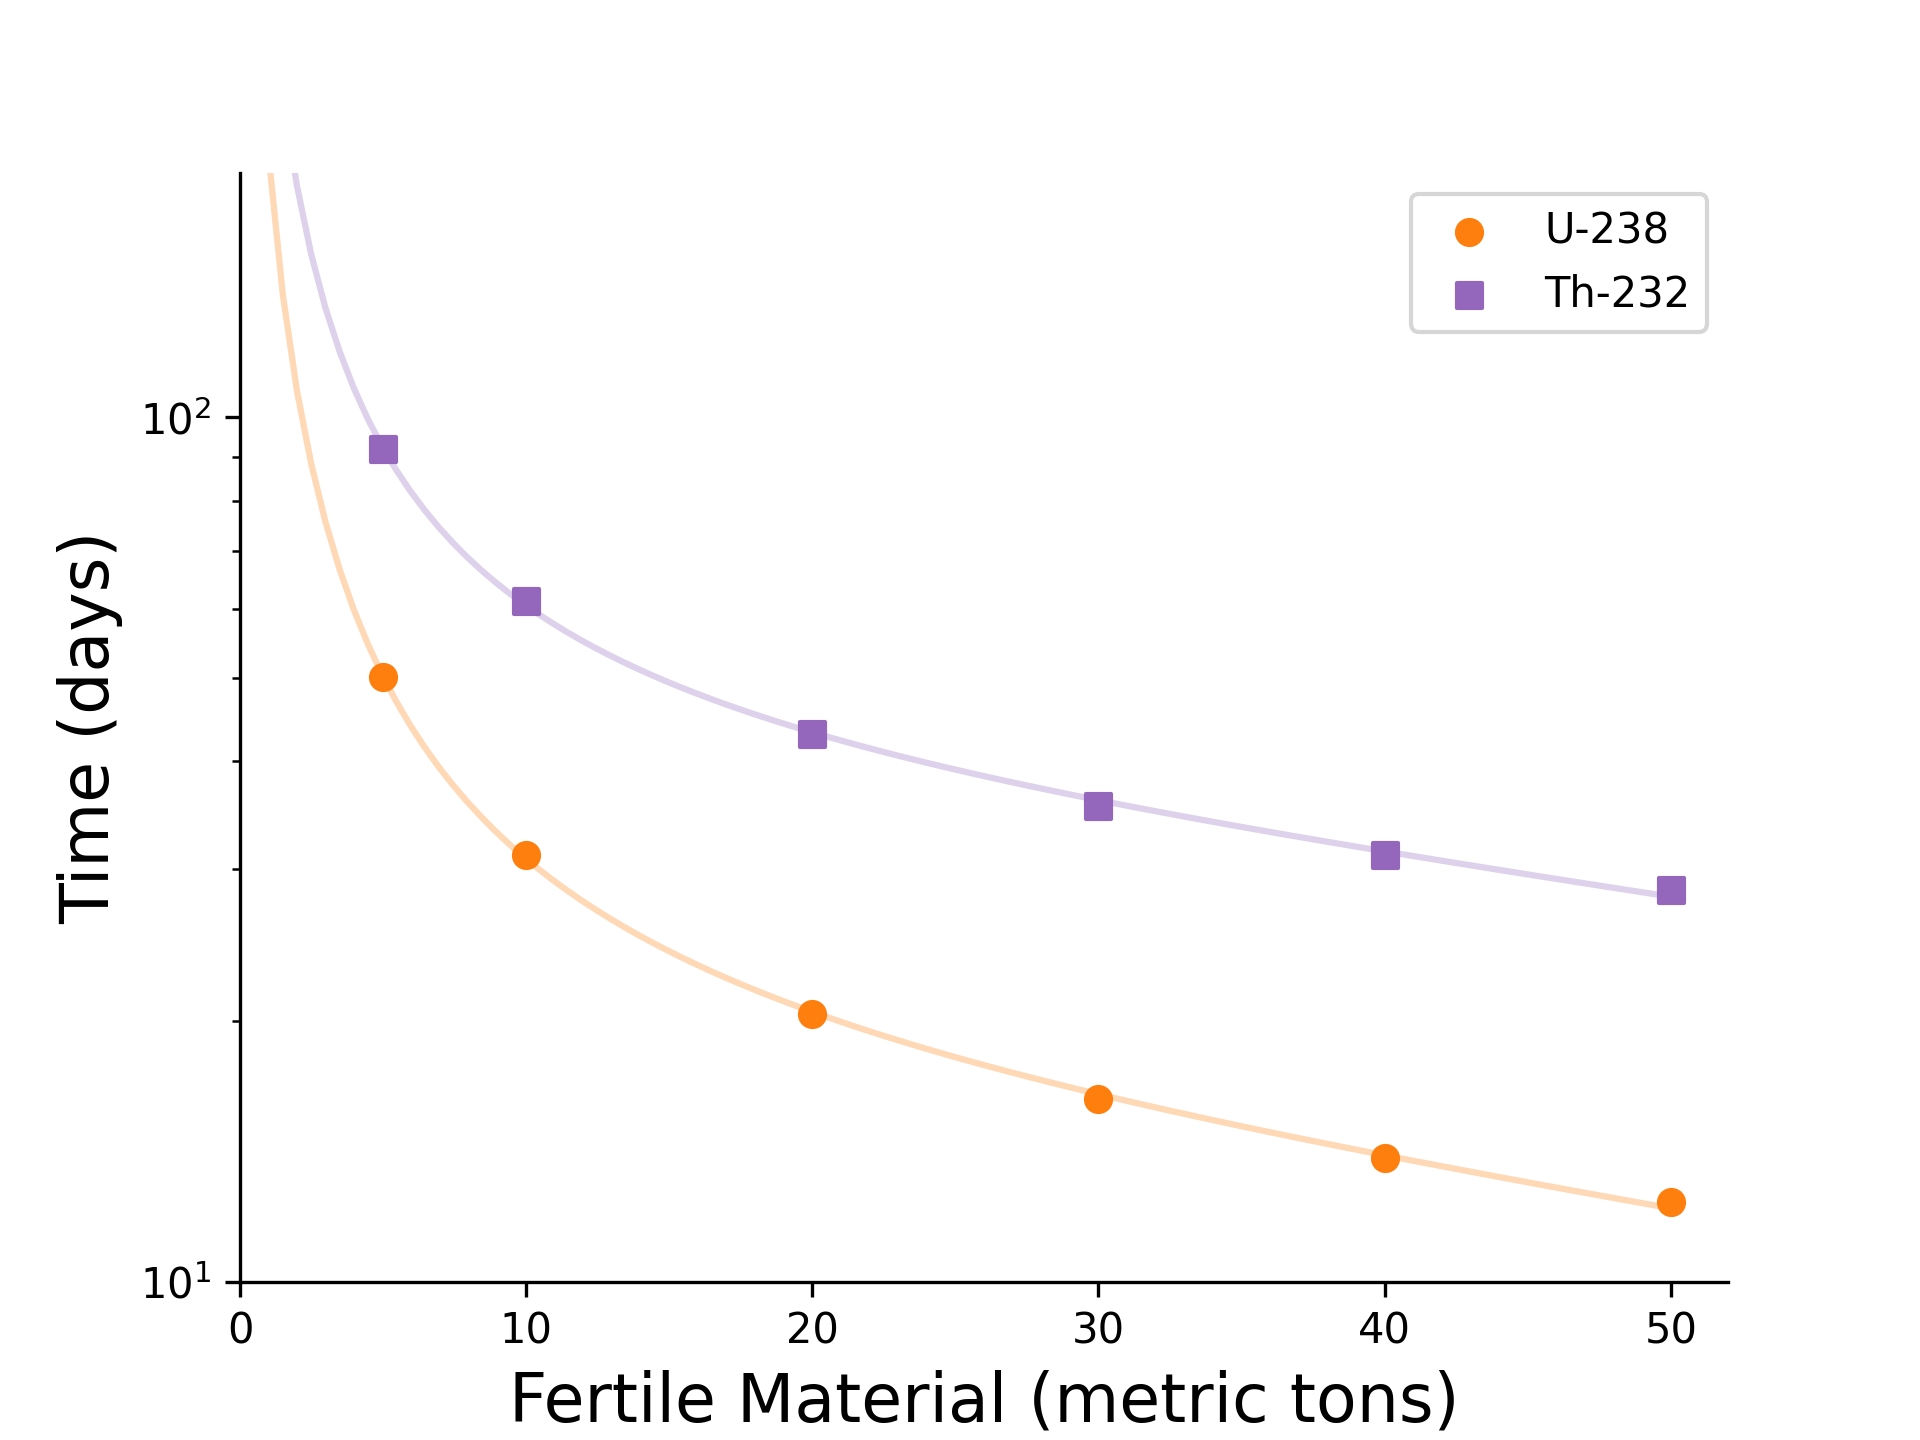 U-238
Th-232
10²
10¹
Time (days)
0 10 20 30 40 50
Fertile Material (metric tons)